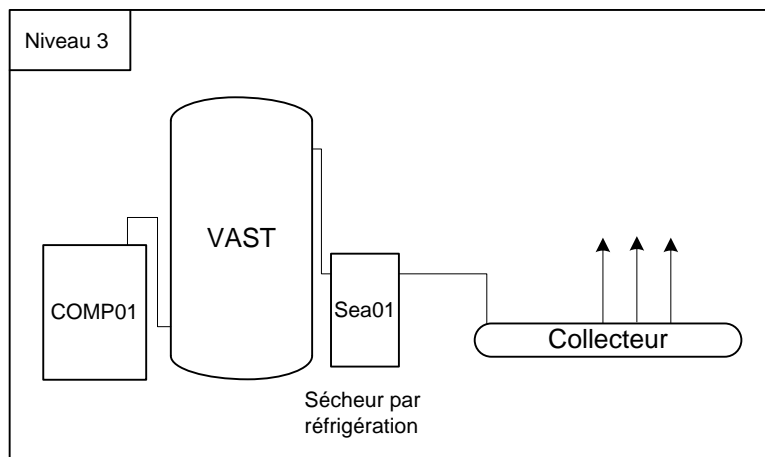 Niveau 3
VAST
COMP01
Sea01
Collecteur
Sécheur par
réfrigération